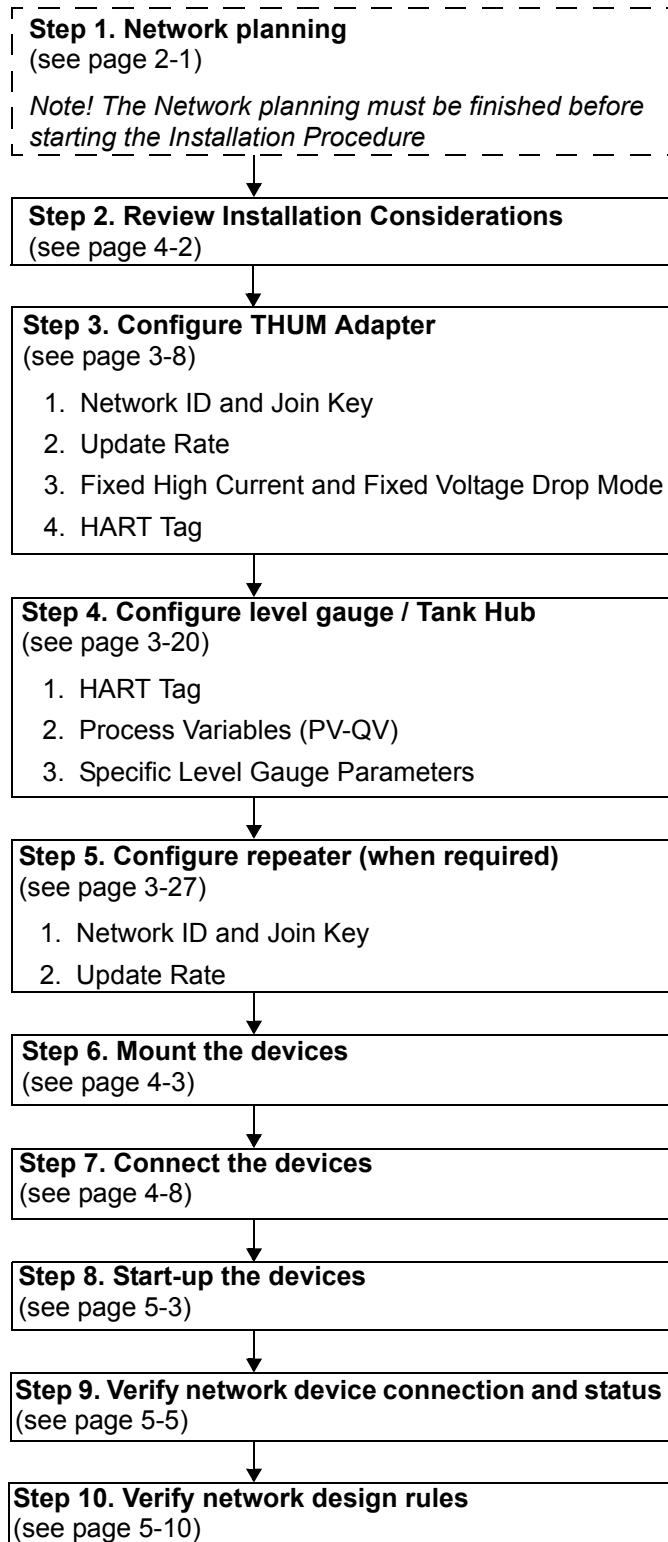 Step 1. Network planning
(see page 2-1)
Note! The Network planning must be finished before
starting the Installation Procedure
Step 2. Review Installation Considerations
(see page 4-2)
Step 3. Configure THUM Adapter
(see page 3-8)
1. Network ID and Join Key
2. Update Rate
3. Fixed High Current and Fixed Voltage Drop Mode
4. HART Tag
Step 4. Configure level gauge / Tank Hub
(see page 3-20)
1. HART Tag
2. Process Variables (PV-QV)
3. Specific Level Gauge Parameters
Step 5. Configure repeater (when required)
(see page 3-27)
1. Network ID and Join Key
2. Update Rate
Step 6. Mount the devices
(see page 4-3)
Step 7. Connect the devices
(see page 4-8)
Step 8. Start-up the devices
(see page 5-3)
Step 9. Verify network device connection and status
(see page 5-5)
Step 10. Verify network design rules
(see page 5-10)